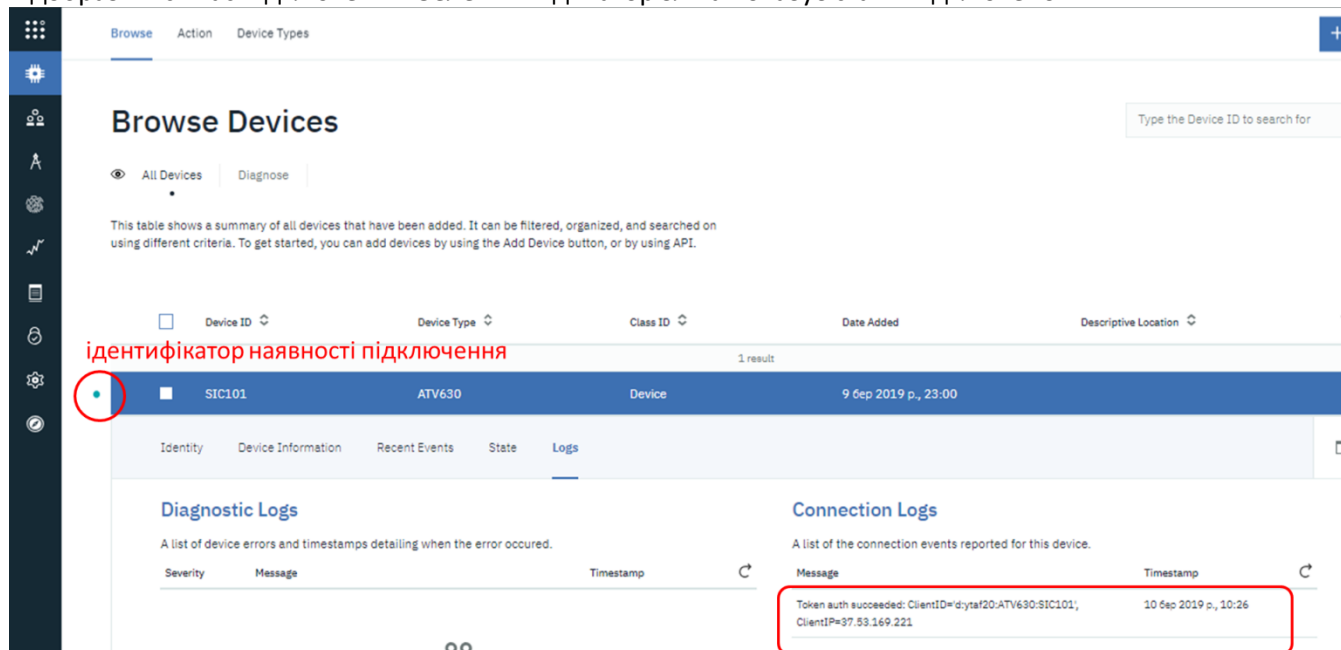 Browse Action Device Types
Browse Devices
Type the Device ID to search for
All Devices Diagnose
This table shows a summary of all devices that have been added. It can be filtered, organized, and searched on
using different criteria. To get started, you can add devices by using the Add Device button, or by using API.
Device ID Device Type Class ID Date Added Descriptive Location
ідентифікатор наявності підключення
1 result
SIC101 ATV630 Device 9 бер 2019 р., 23:00
Identity Device Information Recent Events State Logs
Diagnostic Logs Connection Logs
A list of device errors and timestamps detailing when the error occured. A list of the connection events reported for this device.
Severity Message Timestamp Message Timestamp
Token auth succeeded: ClientID='d:ytaf20:ATV630:SIC101', 10 бер 2019 р., 10:26
ClientIP=37.53.169.221